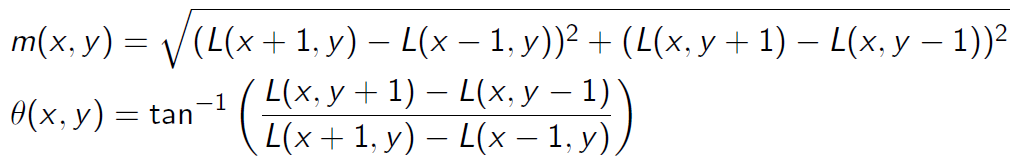 m(x, y) = √((L(x + 1, y) − L(x − 1, y))² + (L(x, y + 1) − L(x, y − 1))²)
θ(x, y) = tan⁻¹ ((L(x, y + 1) − L(x, y − 1)) / (L(x + 1, y) − L(x − 1, y)))